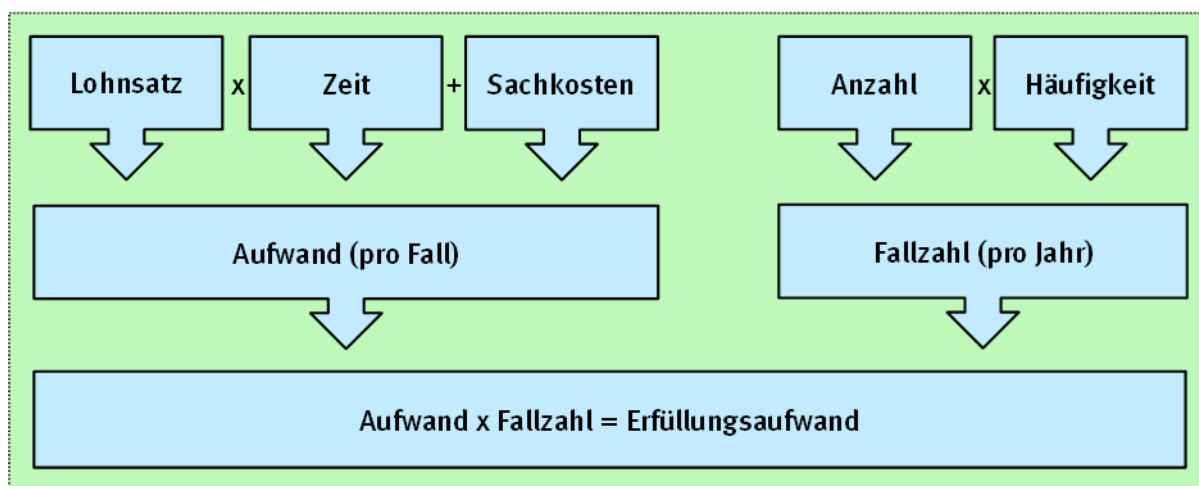 Lohnsatz x Zeit + Sachkosten Anzahl x Häufigkeit
Aufwand (pro Fall) Fallzahl (pro Jahr)
Aufwand x Fallzahl = Erfüllungsaufwand